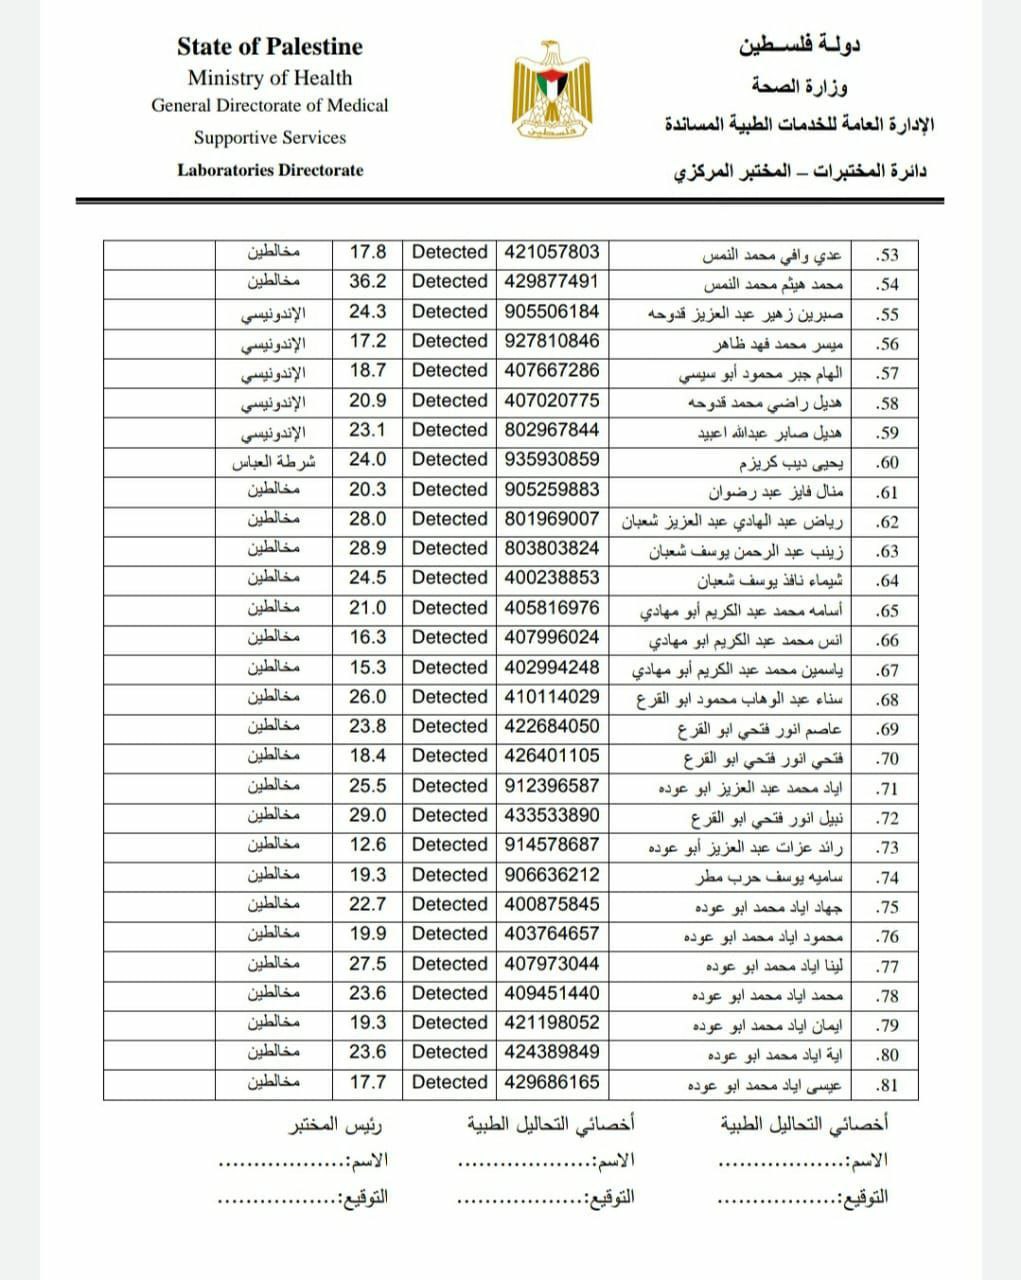 State of Palestine
Ministry of Health
General Directorate of Medical
Supportive Services
Laboratories Directorate
دولة فلسطين
وزارة الصحة
الإدارة العامة للخدمات الطبية المساندة
دائرة المختبرات – المختبر المركزي
فلسطين
53. عدي وافي محمد النمس 421057803 Detected 17.8 مخالطين
54. محمد هيثم محمد النمس 429877491 Detected 36.2 مخالطين
55. صبرين زهير عبد العزيز قدوحه 905506184 Detected 24.3 الإندونيسي
56. ميسر محمد فهد ظاهر 927810846 Detected 17.2 الإندونيسي
57. الهام جبر محمود أبو سيسي 407667286 Detected 18.7 الإندونيسي
58. هديل راضي محمد قدوحه 407020775 Detected 20.9 الإندونيسي
59. هديل صابر عبدالله اعبيد 802967844 Detected 23.1 الإندونيسي
60. يحيى ديب كريزم 935930859 Detected 24.0 شرطة العباس
61. منال فايز عبد رضوان 905259883 Detected 20.3 مخالطين
62. رياض عبد الهادي عبد العزيز شعبان 801969007 Detected 28.0 مخالطين
63. زينب عبد الرحمن يوسف شعبان 803803824 Detected 28.9 مخالطين
64. شيماء نافذ يوسف شعبان 400238853 Detected 24.5 مخالطين
65. أسامه محمد عبد الكريم أبو مهادي 405816976 Detected 21.0 مخالطين
66. انس محمد عبد الكريم ابو مهادي 407996024 Detected 16.3 مخالطين
67. ياسمين محمد عبد الكريم أبو مهادي 402994248 Detected 15.3 مخالطين
68. سناء عبد الوهاب محمود ابو القرع 410114029 Detected 26.0 مخالطين
69. عاصم انور فتحي ابو القرع 422684050 Detected 23.8 مخالطين
70. فتحي انور فتحي ابو القرع 426401105 Detected 18.4 مخالطين
71. اياد محمد عبد العزيز ابو عوده 912396587 Detected 25.5 مخالطين
72. نبيل انور فتحي ابو القرع 433533890 Detected 29.0 مخالطين
73. رائد عزات عبد العزيز أبو عوده 914578687 Detected 12.6 مخالطين
74. ساميه يوسف حرب مطر 906636212 Detected 19.3 مخالطين
75. جهاد اياد محمد ابو عوده 400875845 Detected 22.7 مخالطين
76. محمود اياد محمد ابو عوده 403764657 Detected 19.9 مخالطين
77. لينا اياد محمد ابو عوده 407973044 Detected 27.5 مخالطين
78. محمد اياد محمد ابو عوده 409451440 Detected 23.6 مخالطين
79. ايمان اياد محمد ابو عوده 421198052 Detected 19.3 مخالطين
80. اية اياد محمد ابو عوده 424389849 Detected 23.6 مخالطين
81. عيسى اياد محمد ابو عوده 429686165 Detected 17.7 مخالطين
أخصائي التحاليل الطبية أخصائي التحاليل الطبية رئيس المختبر
الاسم:.................. الاسم:................... الاسم:..................
التوقيع:................. التوقيع:.................. التوقيع:.................